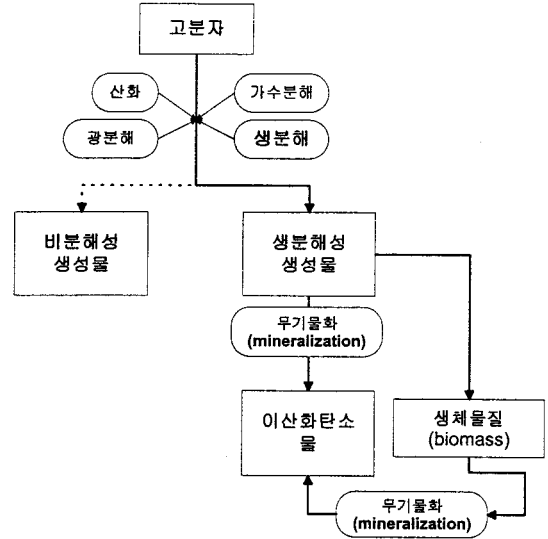 고분자
산화
가수분해
광분해
생분해
비분해성
생성물
생분해성
생성물
무기물화
(mineralization)
이산화탄소
물
생체물질
(biomass)
무기물화
(mineralization)